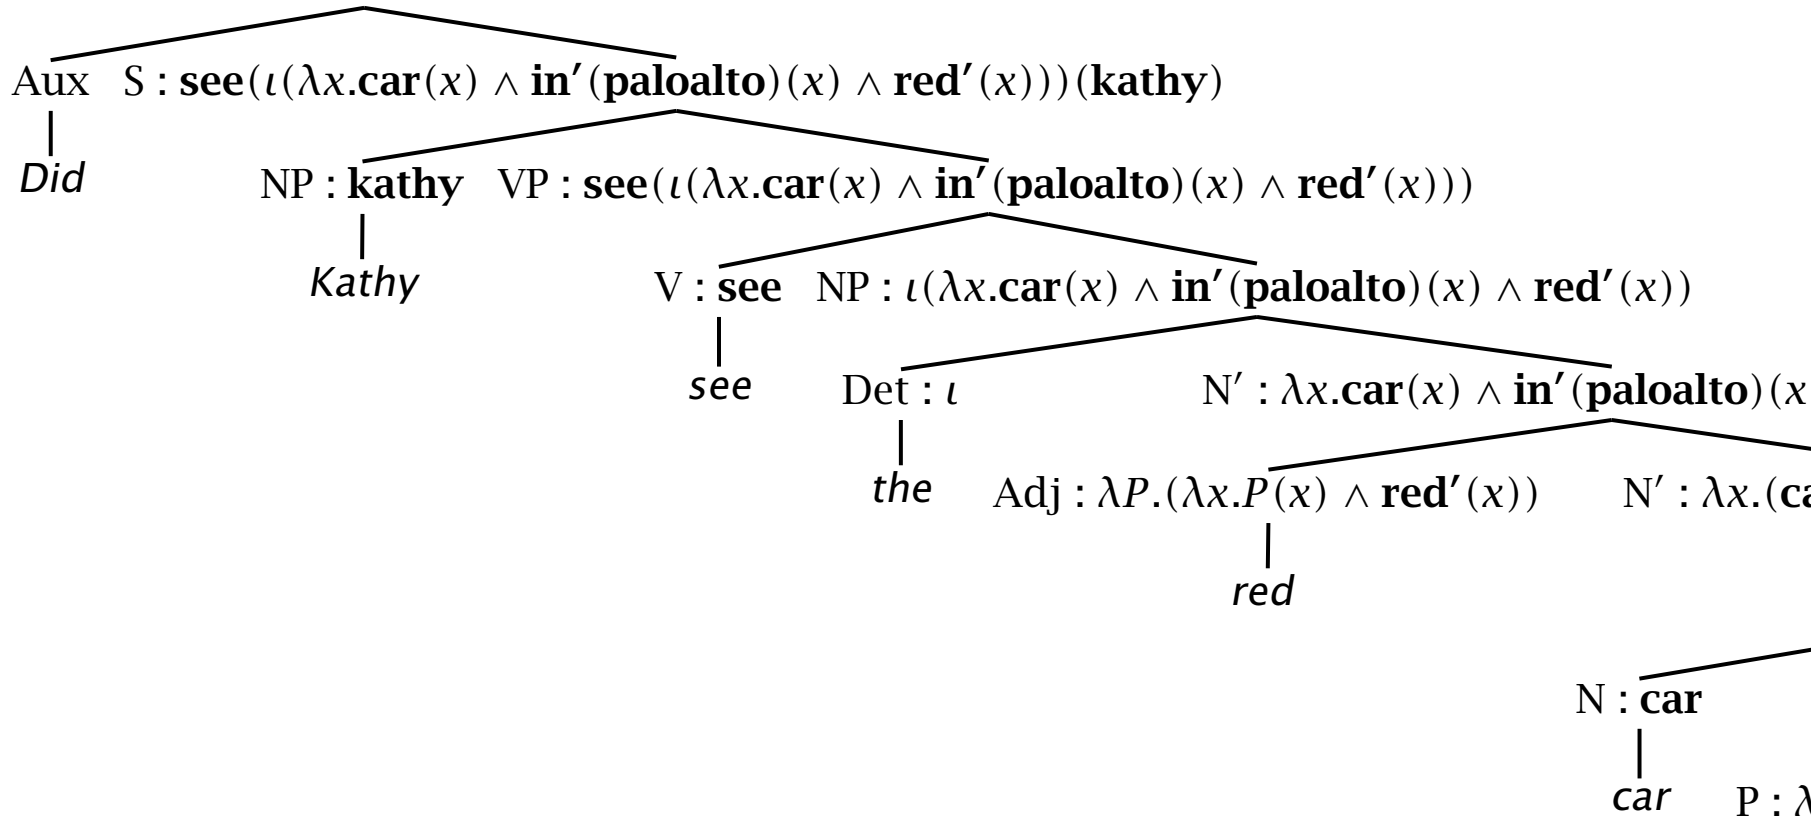 Aux S : see(ι(λx.car(x) ∧ in′(paloalto)(x) ∧ red′(x)))(kathy)
Did NP : kathy VP : see(ι(λx.car(x) ∧ in′(paloalto)(x) ∧ red′(x)))
Kathy V : see NP : ι(λx.car(x) ∧ in′(paloalto)(x) ∧ red′(x))
see Det : ι N′ : λx.car(x) ∧ in′(paloalto)(x
the Adj : λP.(λx.P(x) ∧ red′(x)) N′ : λx.(ca
red
N : car
car P : λ